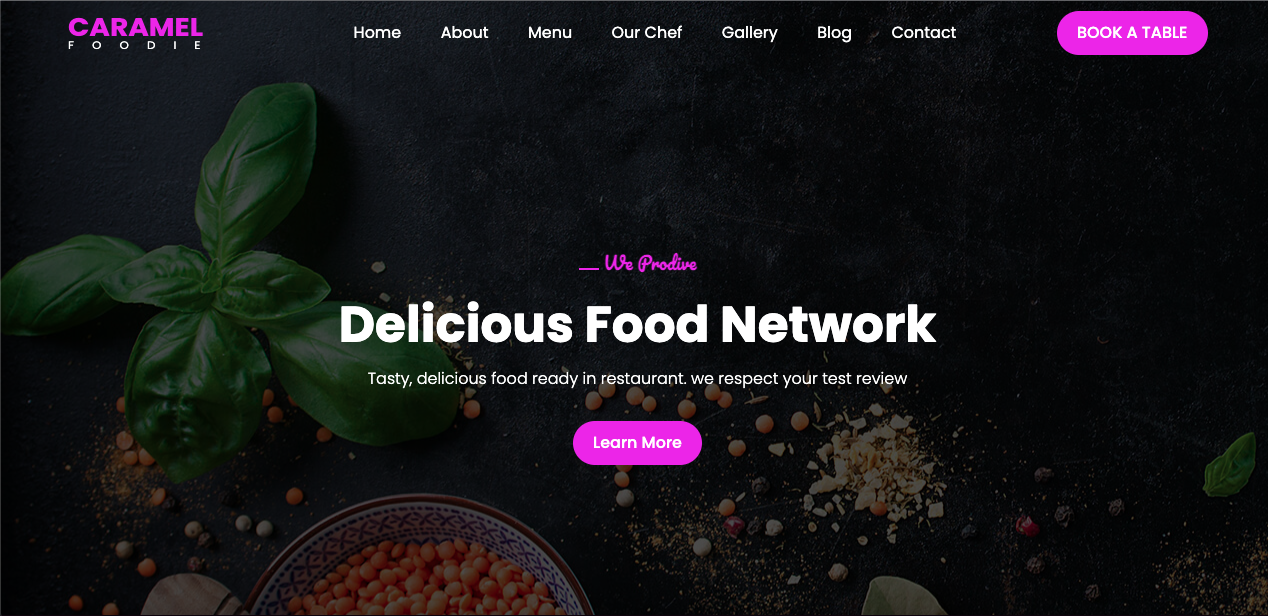 CARAMEL
FOODIE
Home About Menu Our Chef Gallery Blog Contact
BOOK A TABLE
We Prodive
Delicious Food Network
Tasty, delicious food ready in restaurant. we respect your test review
Learn More